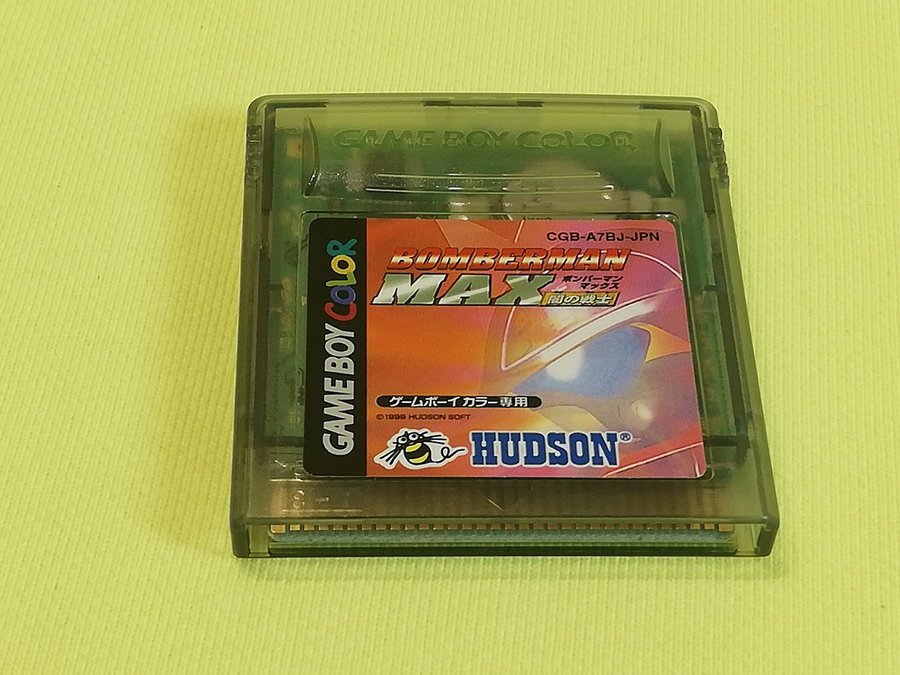 GAME BOY COLOR
CGB-A7BJ-JPN
BOMBERMAN
MAX
ボンバーマン
マックス
闇の戦士
GAME BOY COLOR
ゲームボーイ カラー専用
©1999 HUDSON SOFT
HUDSON®